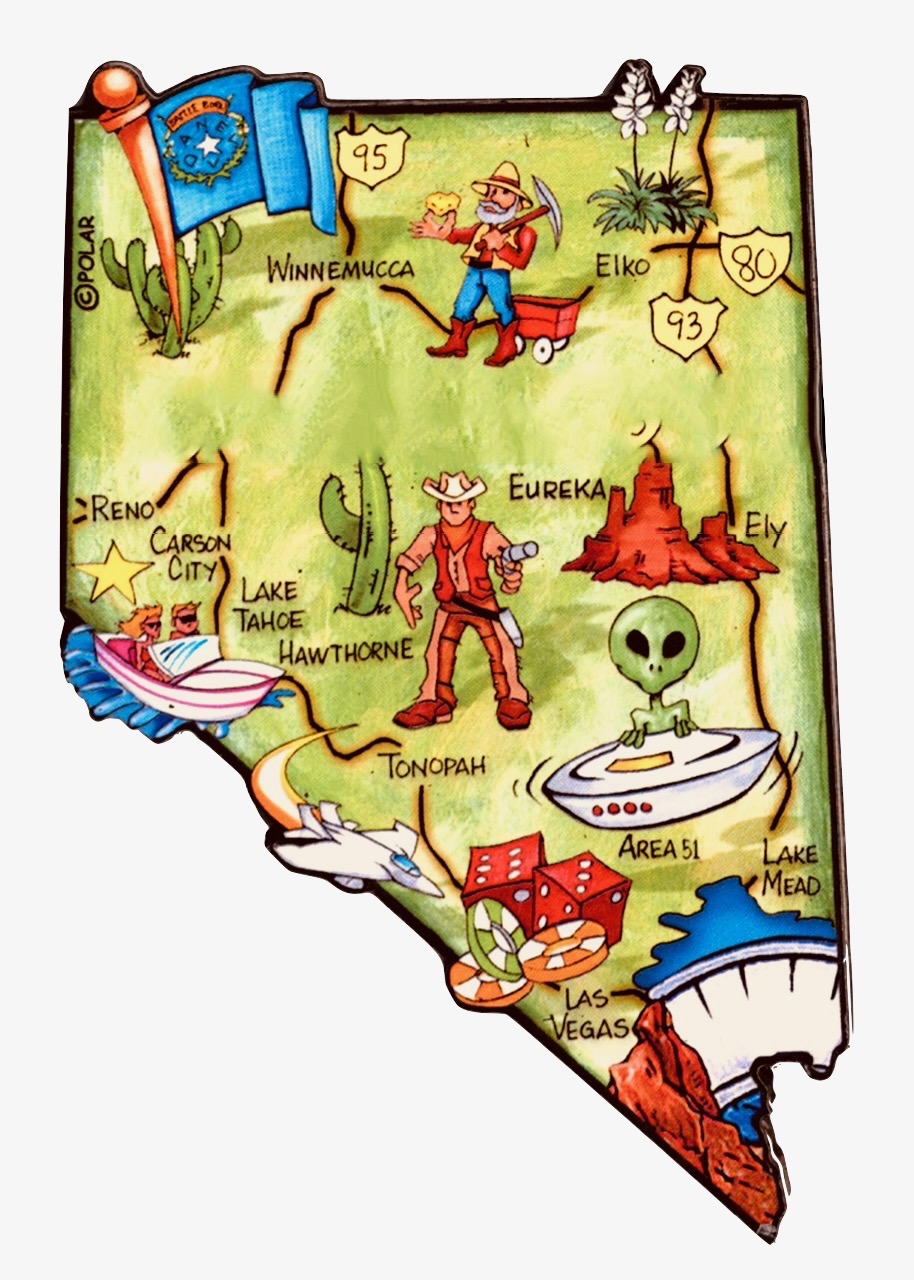 BATTLE BORN
NEVADA
95
©POLAR
WINNEMUCCA
ELKO
80
93
EUREKA
RENO
ELY
CARSON
CITY
LAKE
TAHOE
HAWTHORNE
TONOPAH
AREA 51
LAKE
MEAD
LAS
VEGAS